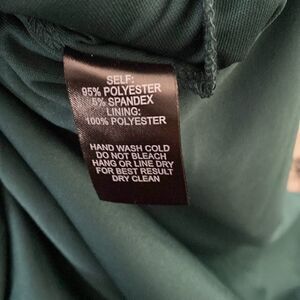 SELF:
95% POLYESTER
5% SPANDEX
LINING:
100% POLYESTER
HAND WASH COLD
DO NOT BLEACH
HANG OR LINE DRY
FOR BEST RESULT
DRY CLEAN